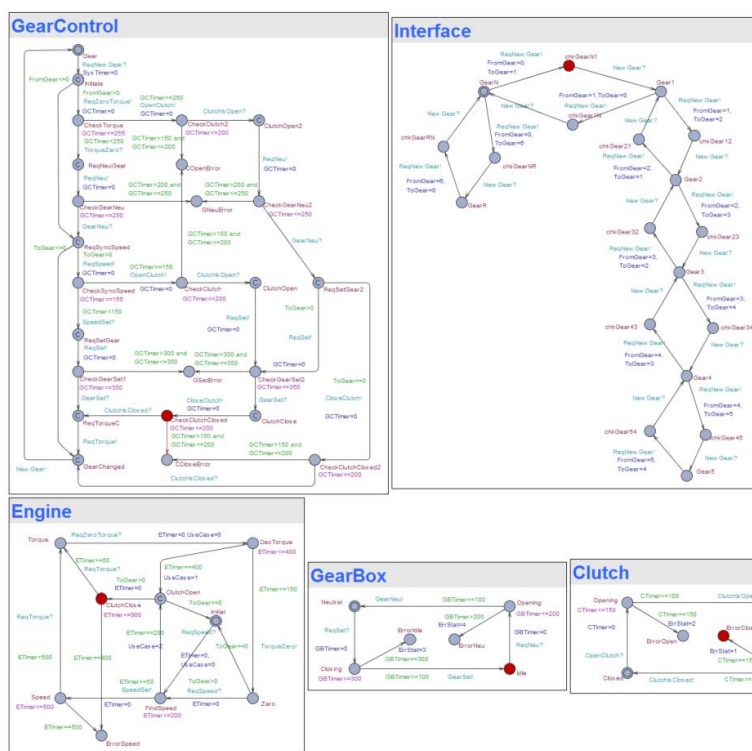 GearControl
Gear
ReqNew Gear?
SysTimer=0
FromGear<=0
Initiate
FromGear>0
ReqZeroTorque!
GCTimer=0
GCTimer>=250
OpenClutch!
GCTimer=0
ClutchIsOpen?
CheckTorque
GCTimer<=255
GCTimer<250
TorqueZero?
CheckClutch2
GCTimer<=200
GCTimer>150 and
GCTimer<=200
ClutchOpen2
ReqNeuGear
COpenError
ReqNeu!
GCTimer=0
ReqNeu!
GCTimer=0
GCTimer>200 and
GCTimer<=250
GCTimer>200 and
GCTimer<=250
CheckGearNeu
GCTimer<=250
GNeuError
CheckGearNeu2
GCTimer<=250
GearNeu?
GCTimer>150 and
GCTimer<=200
GearNeu?
ToGear<=0
ReqSyncSpeed
ToGear>0
ReqSpeed!
GCTimer=0
GCTimer>=150
OpenClutch!
GCTimer=0
ClutchIsOpen?
CheckSyncSpeed
GCTimer<=155
GCTimer<150
SpeedSet?
CheckClutch
GCTimer<=200
ClutchOpen
ReqSetGear2
ToGear>0
ReqSetGear
ReqSet!
GCTimer=0
ReqSet!
ReqSet!
GCTimer>300 and
GCTimer<=350
GCTimer>300 and
GCTimer<=350
GCTimer=0
ToGear==0
CheckGearSet1
GCTimer<=350
GSetError
CheckGearSet2
GCTimer<=350
GearSet?
CloseClutch!
GCTimer=0
GearSet?
CloseClutch!
ClutchIsClosed?
GCTimer=0
ReqTorqueC
CheckClutchClosed
GCTimer<=200
GCTimer>150 and
GCTimer<=200
ClutchClose
ReqTorque!
GCTimer>150 and
GCTimer<=200
GearChanged
CCloseError
CheckClutchClosed2
GCTimer<=200
New Gear!
ClutchIsClosed?
Interface
ReqNew Gear!
FromGear=0,
ToGear=1
chkGearN1
New Gear?
GearN
Gear1
New Gear?
FromGear=1,ToGear=0
ReqNew Gear!
chkGear1N
New Gear?
ReqNew Gear!
FromGear=0,
ToGear=6
ReqNew Gear!
FromGear=1,
ToGear=2
New Gear?
chkGearRN
chkGear21
chkGear12
ReqNew Gear!
chkGearNR
ReqNew Gear!
New Gear?
FromGear=6,
ToGear=0
New Gear?
FromGear=2,
ToGear=1
Gear2
GearR
ReqNew Gear!
FromGear=2,
ToGear=3
New Gear?
chkGear32
chkGear23
ReqNew Gear!
New Gear?
FromGear=3,
ToGear=2
Gear3
ReqNew Gear!
FromGear=3,
ToGear=4
New Gear?
chkGear43
chkGear34
ReqNew Gear!
New Gear?
FromGear=4,
ToGear=3
Gear4
ReqNew Gear!
FromGear=4,
ToGear=5
New Gear?
chkGear54
chkGear45
ReqNew Gear!
New Gear?
FromGear=5,
ToGear=4
Gear5
Engine
Torque
ReqZeroTorque?
ETimer=0, UseCase=0
DecTorque
ETimer<=400
ETimer>=50
ReqTorque?
ETimer=0
ETimer==400
UseCase=1
ToGear>0
ETimer>=150
ClutchClose
ETimer<=900
ClutchOpen
ToGear==0
Initial
ReqTorque?
ETimer==200
ReqSpeed?
UseCase=2
ETimer=0,
UseCase=0
ToGear==0
TorqueZero!
ETimer<500
ETimer==900
ETimer>=50
SpeedSet!
ToGear>0
ReqSpeed?
Speed
ETimer<=500
ETimer=0
FindSpeed
ETimer<=200
ETimer=0
Zero
ETimer==500
ErrorSpeed
GearBox
Neutral
GearNeu!
GBTimer>=100
Opening
GBTimer<=200
GBTimer>200
ErrStat=4
ReqSet?
ErrorIdle
ErrorNeu
GBTimer=0
ErrStat=3
GBTimer>=300
GBTimer=0
ReqNeu?
Closing
GBTimer<=300
GBTimer>=100
GearSet!
Idle
Clutch
Opening
CTimer<=150
CTimer>=100
CTimer>=150
ErrStat=2
CTimer=0
ErrorOpen
OpenClutch?
ErrStat=1
Closed
ClutchIsClosed!